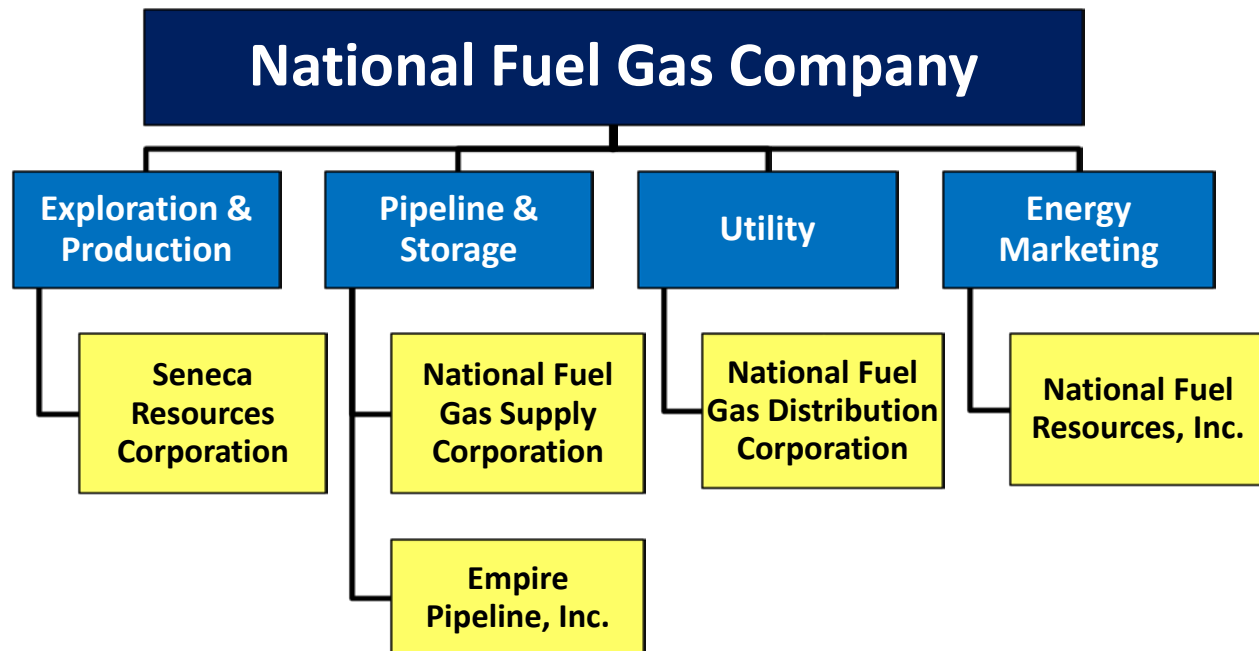 National Fuel Gas Company
Exploration &
Production
Pipeline &
Storage
Utility
Energy
Marketing
Seneca
Resources
Corporation
National Fuel
Gas Supply
Corporation
National Fuel
Gas Distribution
Corporation
National Fuel
Resources, Inc.
Empire
Pipeline, Inc.